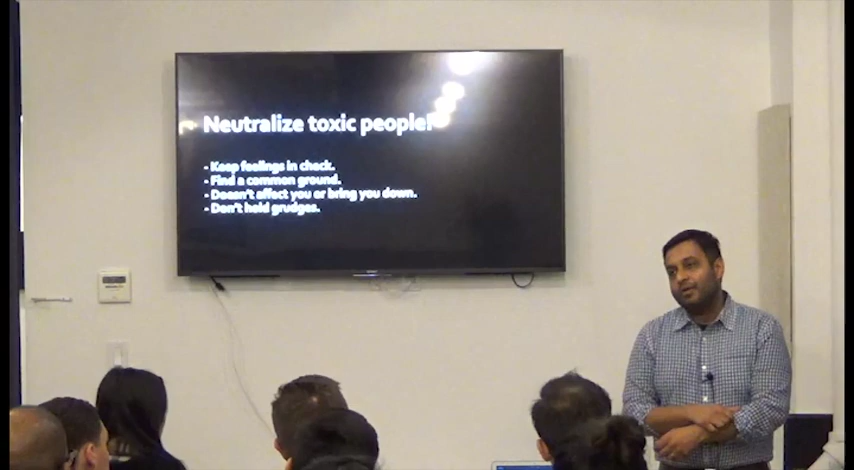 Neutralize toxic people!
- Keep feelings in check.
- Find a common ground.
- Doesn't affect you or bring you down.
- Don't hold grudges.